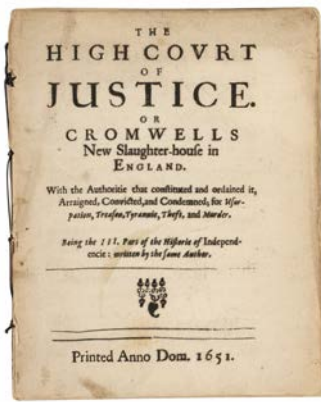 THE
HIGH COVRT
OF
JUSTICE.
OR
CROMWELLS
New Slaughter-houſe in
ENGLAND.
With the Authoritie that conſtituted and ordained it,
Arraigned, Convicted, and Condemned; for Uſur-
pation, Treaſon, Tyrannie, Theft, and Murder.
Being the III. Part of the Hiſtorie of Independ-
encie: written by the ſame Author.
Printed Anno Dom. 1651.